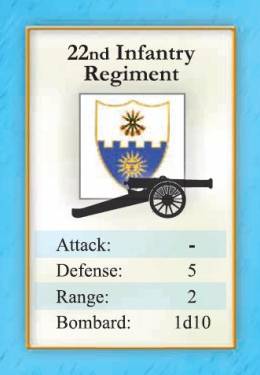 22nd Infantry
Regiment
Attack: -
Defense: 5
Range: 2
Bombard: 1d10